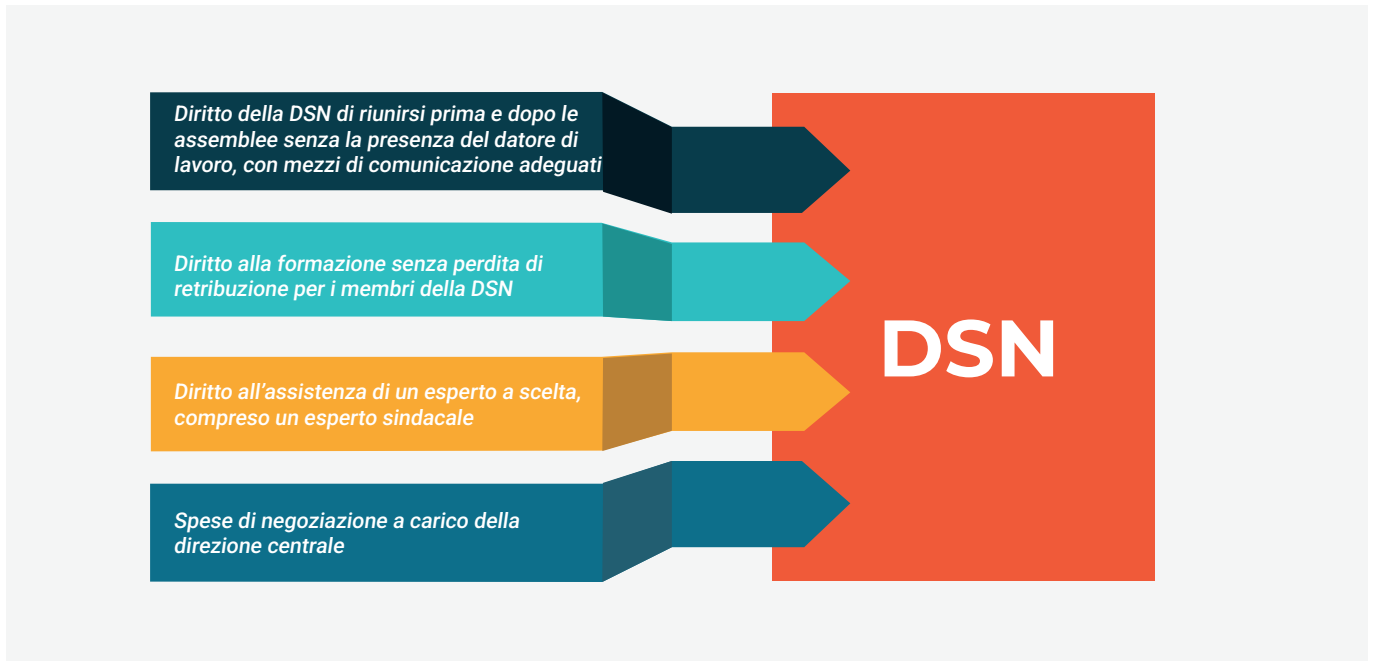 Diritto della DSN di riunirsi prima e dopo le
assemblee senza la presenza del datore di
lavoro, con mezzi di comunicazione adeguati
Diritto alla formazione senza perdita di
retribuzione per i membri della DSN
Diritto all'assistenza di un esperto a scelta,
compreso un esperto sindacale
Spese di negoziazione a carico della
direzione centrale
DSN